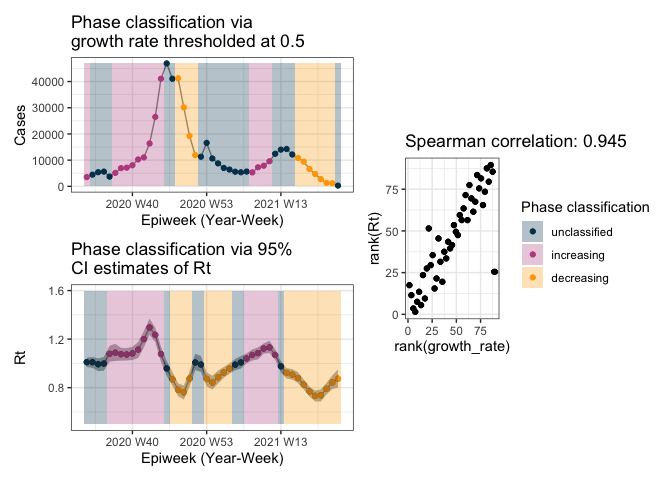 Phase classification via
growth rate thresholded at 0.5
Cases
40000
30000
20000
10000
0
2020 W40 2020 W53 2021 W13
Epiweek (Year-Week)
Phase classification via 95%
CI estimates of Rt
Rt
1.6
1.2
0.8
2020 W40 2020 W53 2021 W13
Epiweek (Year-Week)
Spearman correlation: 0.945
rank(Rt)
75
50
25
0
0 25 50 75
rank(growth_rate)
Phase classification
unclassified
increasing
decreasing